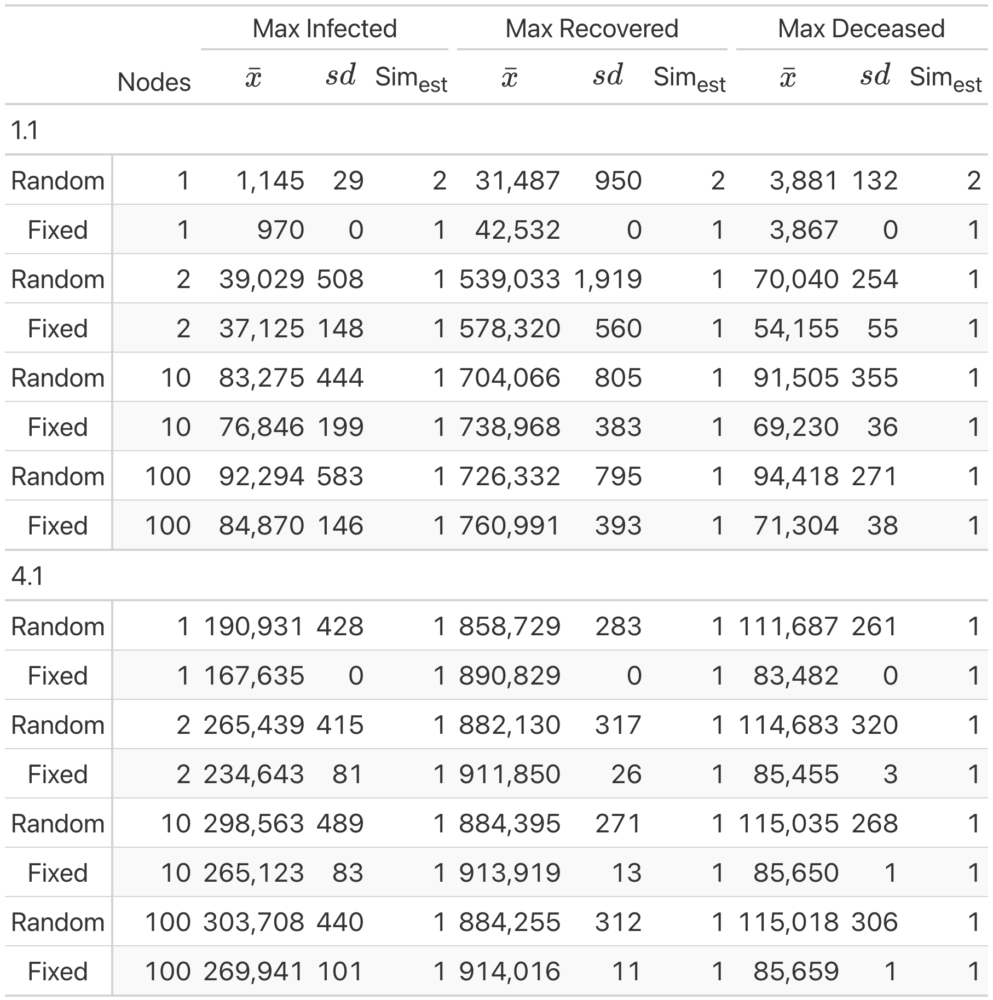 Max Infected Max Recovered Max Deceased
Nodes x̄ sd Simest x̄ sd Simest x̄ sd Simest
1.1
Random 1 1,145 29 2 31,487 950 2 3,881 132 2
Fixed 1 970 0 1 42,532 0 1 3,867 0 1
Random 2 39,029 508 1 539,033 1,919 1 70,040 254 1
Fixed 2 37,125 148 1 578,320 560 1 54,155 55 1
Random 10 83,275 444 1 704,066 805 1 91,505 355 1
Fixed 10 76,846 199 1 738,968 383 1 69,230 36 1
Random 100 92,294 583 1 726,332 795 1 94,418 271 1
Fixed 100 84,870 146 1 760,991 393 1 71,304 38 1
4.1
Random 1 190,931 428 1 858,729 283 1 111,687 261 1
Fixed 1 167,635 0 1 890,829 0 1 83,482 0 1
Random 2 265,439 415 1 882,130 317 1 114,683 320 1
Fixed 2 234,643 81 1 911,850 26 1 85,455 3 1
Random 10 298,563 489 1 884,395 271 1 115,035 268 1
Fixed 10 265,123 83 1 913,919 13 1 85,650 1 1
Random 100 303,708 440 1 884,255 312 1 115,018 306 1
Fixed 100 269,941 101 1 914,016 11 1 85,659 1 1